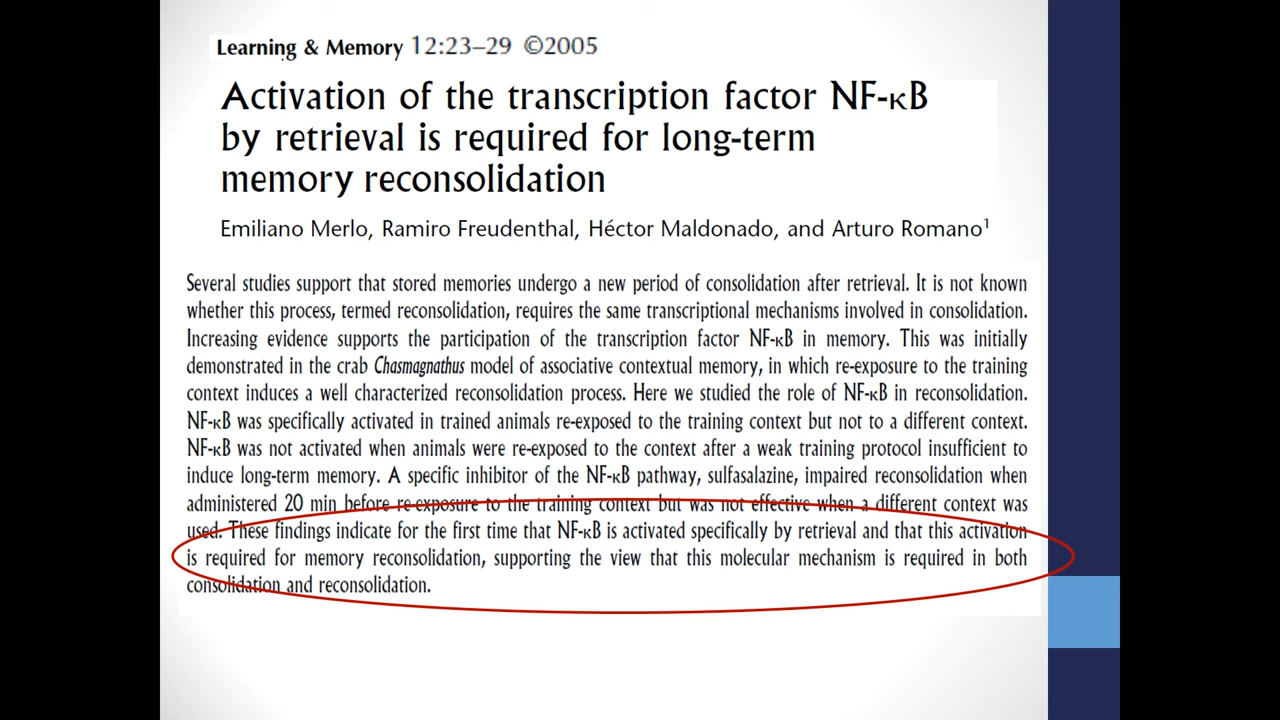 Learning & Memory 12:23–29 ©2005
Activation of the transcription factor NF-κB
by retrieval is required for long-term
memory reconsolidation
Emiliano Merlo, Ramiro Freudenthal, Héctor Maldonado, and Arturo Romano¹
Several studies support that stored memories undergo a new period of consolidation after retrieval. It is not known
whether this process, termed reconsolidation, requires the same transcriptional mechanisms involved in consolidation.
Increasing evidence supports the participation of the transcription factor NF-κB in memory. This was initially
demonstrated in the crab Chasmagnathus model of associative contextual memory, in which re-exposure to the training
context induces a well characterized reconsolidation process. Here we studied the role of NF-κB in reconsolidation.
NF-κB was specifically activated in trained animals re-exposed to the training context but not to a different context.
NF-κB was not activated when animals were re-exposed to the context after a weak training protocol insufficient to
induce long-term memory. A specific inhibitor of the NF-κB pathway, sulfasalazine, impaired reconsolidation when
administered 20 min before re-exposure to the training context but was not effective when a different context was
used. These findings indicate for the first time that NF-κB is activated specifically by retrieval and that this activation
is required for memory reconsolidation, supporting the view that this molecular mechanism is required in both
consolidation and reconsolidation.